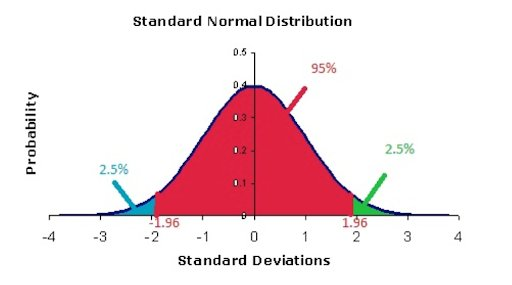 Standard Normal Distribution
0.5
95%
0.4
Probability
0.3
2.5%
0.2
2.5%
0.1
-1.96
1.96
-4 -3 -2 -1 0 1 2 3 4
Standard Deviations